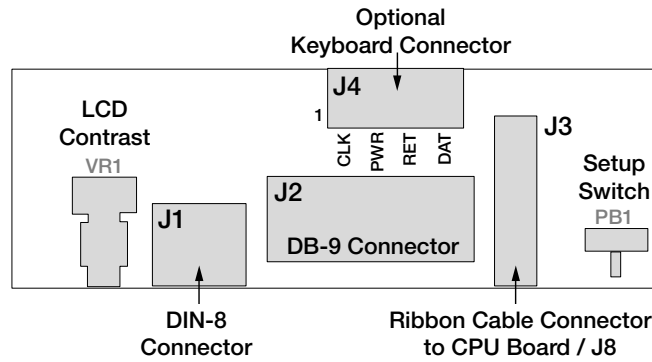 Optional
Keyboard Connector
J4
1
CLK
PWR
RET
DAT
LCD
Contrast
VR1
J3
Setup
Switch
PB1
J1
J2
DB-9 Connector
DIN-8
Connector
Ribbon Cable Connector
to CPU Board / J8